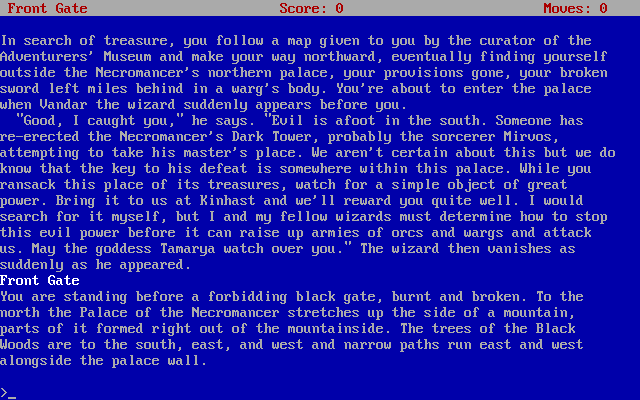 Front Gate Score: 0 Moves: 0
In search of treasure, you follow a map given to you by the curator of the
Adventurers' Museum and make your way northward, eventually finding yourself
outside the Necromancer's northern palace, your provisions gone, your broken
sword left miles behind in a warg's body. You're about to enter the palace
when Vandar the wizard suddenly appears before you.
"Good, I caught you," he says. "Evil is afoot in the south. Someone has
re-erected the Necromancer's Dark Tower, probably the sorcerer Mirvos,
attempting to take his master's place. We aren't certain about this but we do
know that the key to his defeat is somewhere within this palace. While you
ransack this place of its treasures, watch for a simple object of great
power. Bring it to us at Kinhast and we'll reward you quite well. I would
search for it myself, but I and my fellow wizards must determine how to stop
this evil power before it can raise up armies of orcs and wargs and attack
us. May the goddess Tamarya watch over you." The wizard then vanishes as
suddenly as he appeared.
Front Gate
You are standing before a forbidding black gate, burnt and broken. To the
north the Palace of the Necromancer stretches up the side of a mountain,
parts of it formed right out of the mountainside. The trees of the Black
Woods are to the south, east, and west and narrow paths run east and west
alongside the palace wall.
>_